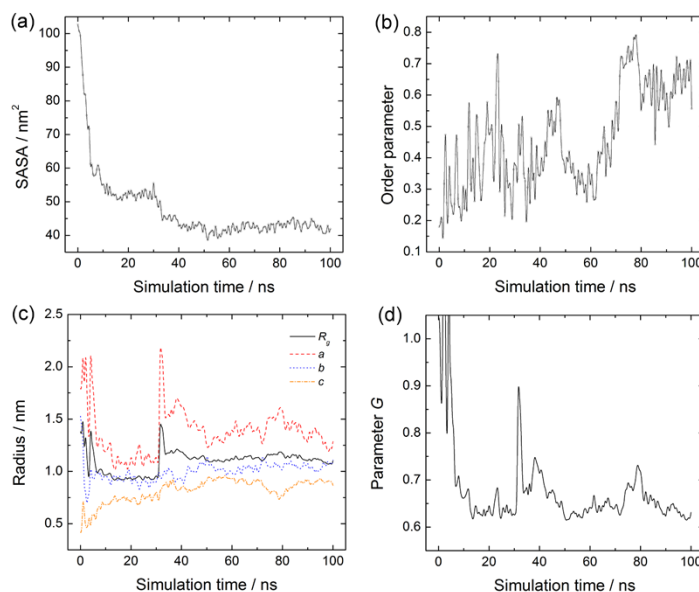 (a)
100
90
80
70
60
50
40
SASA / nm²
0 20 40 60 80 100
Simulation time / ns
(b)
0.8
0.7
0.6
0.5
0.4
0.3
0.2
0.1
Order parameter
0 20 40 60 80 100
Simulation time / ns
(c)
2.5
2.0
1.5
1.0
0.5
Radius / nm
Rg
a
b
c
0 20 40 60 80 100
Simulation time / ns
(d)
1.0
0.9
0.8
0.7
0.6
Parameter G
0 20 40 60 80 100
Simulation time / ns